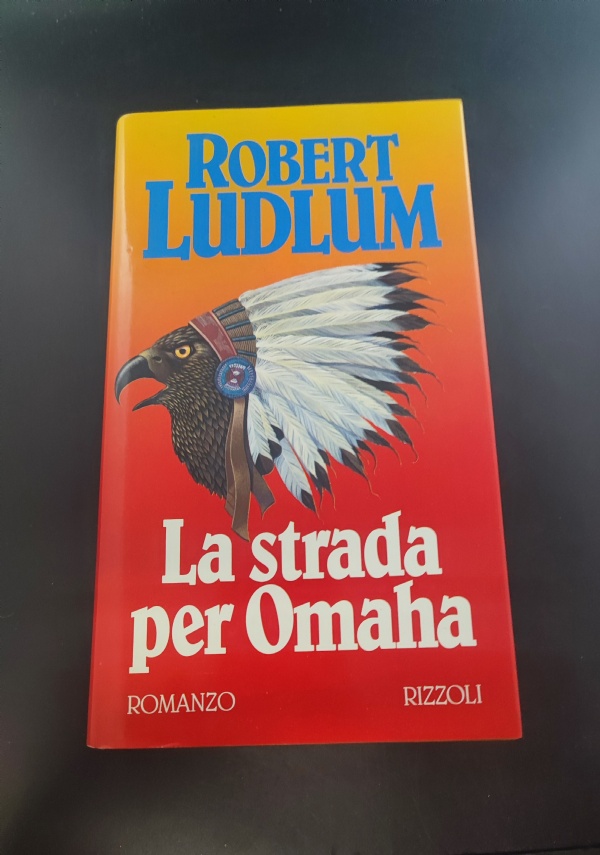 ROBERT
LUDLUM
La strada
per Omaha
ROMANZO
RIZZOLI